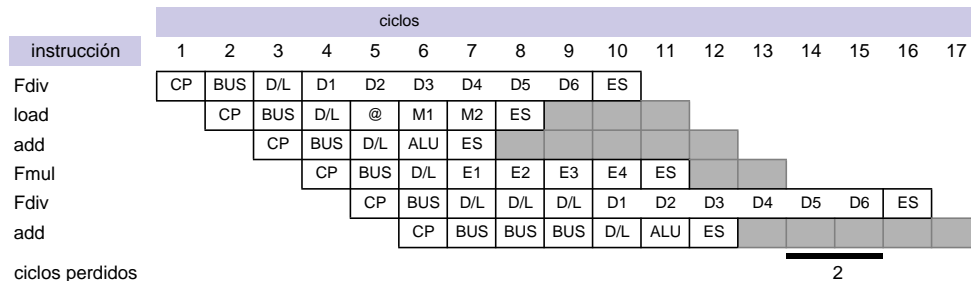 ciclos
instrucción 1 2 3 4 5 6 7 8 9 10 11 12 13 14 15 16 17
Fdiv CP BUS D/L D1 D2 D3 D4 D5 D6 ES
load CP BUS D/L @ M1 M2 ES
add CP BUS D/L ALU ES
Fmul CP BUS D/L E1 E2 E3 E4 ES
Fdiv CP BUS D/L D/L D/L D1 D2 D3 D4 D5 D6 ES
add CP BUS BUS BUS D/L ALU ES
ciclos perdidos 2